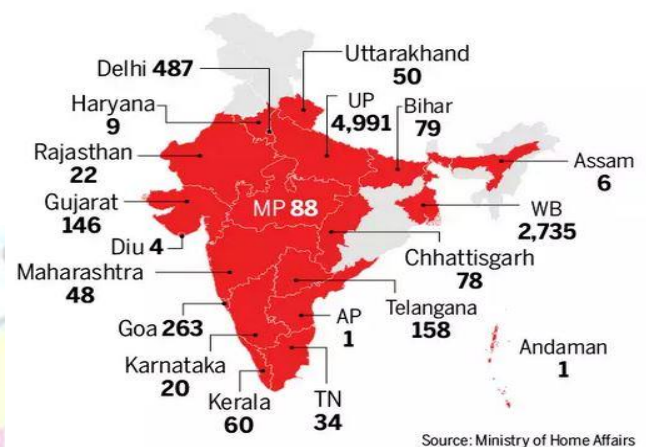 Delhi 487
Uttarakhand
50
Haryana
9
UP
4,991
Bihar
79
Rajasthan
22
Assam
6
Gujarat
146
MP 88
WB
2,735
Diu 4
Chhattisgarh
78
Maharashtra
48
Telangana
158
Goa 263
AP
1
Andaman
1
Karnataka
20
Kerala
60
TN
34
Source: Ministry of Home Affairs